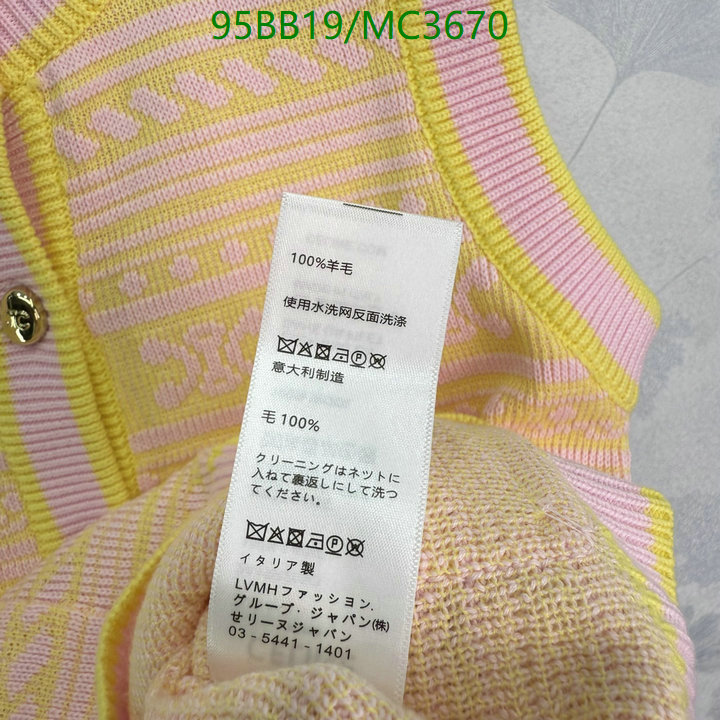 95BB19/MC3670
100%羊毛
使用水洗网反面洗涤
意大利制造
毛 100%
クリーニングはネットに
入ねて裏返しにして洗つ
てください。
イタリア製
LVMHファッション.
グループ·ジャパン(株)
せリーヌジャパン
03-5441-1401